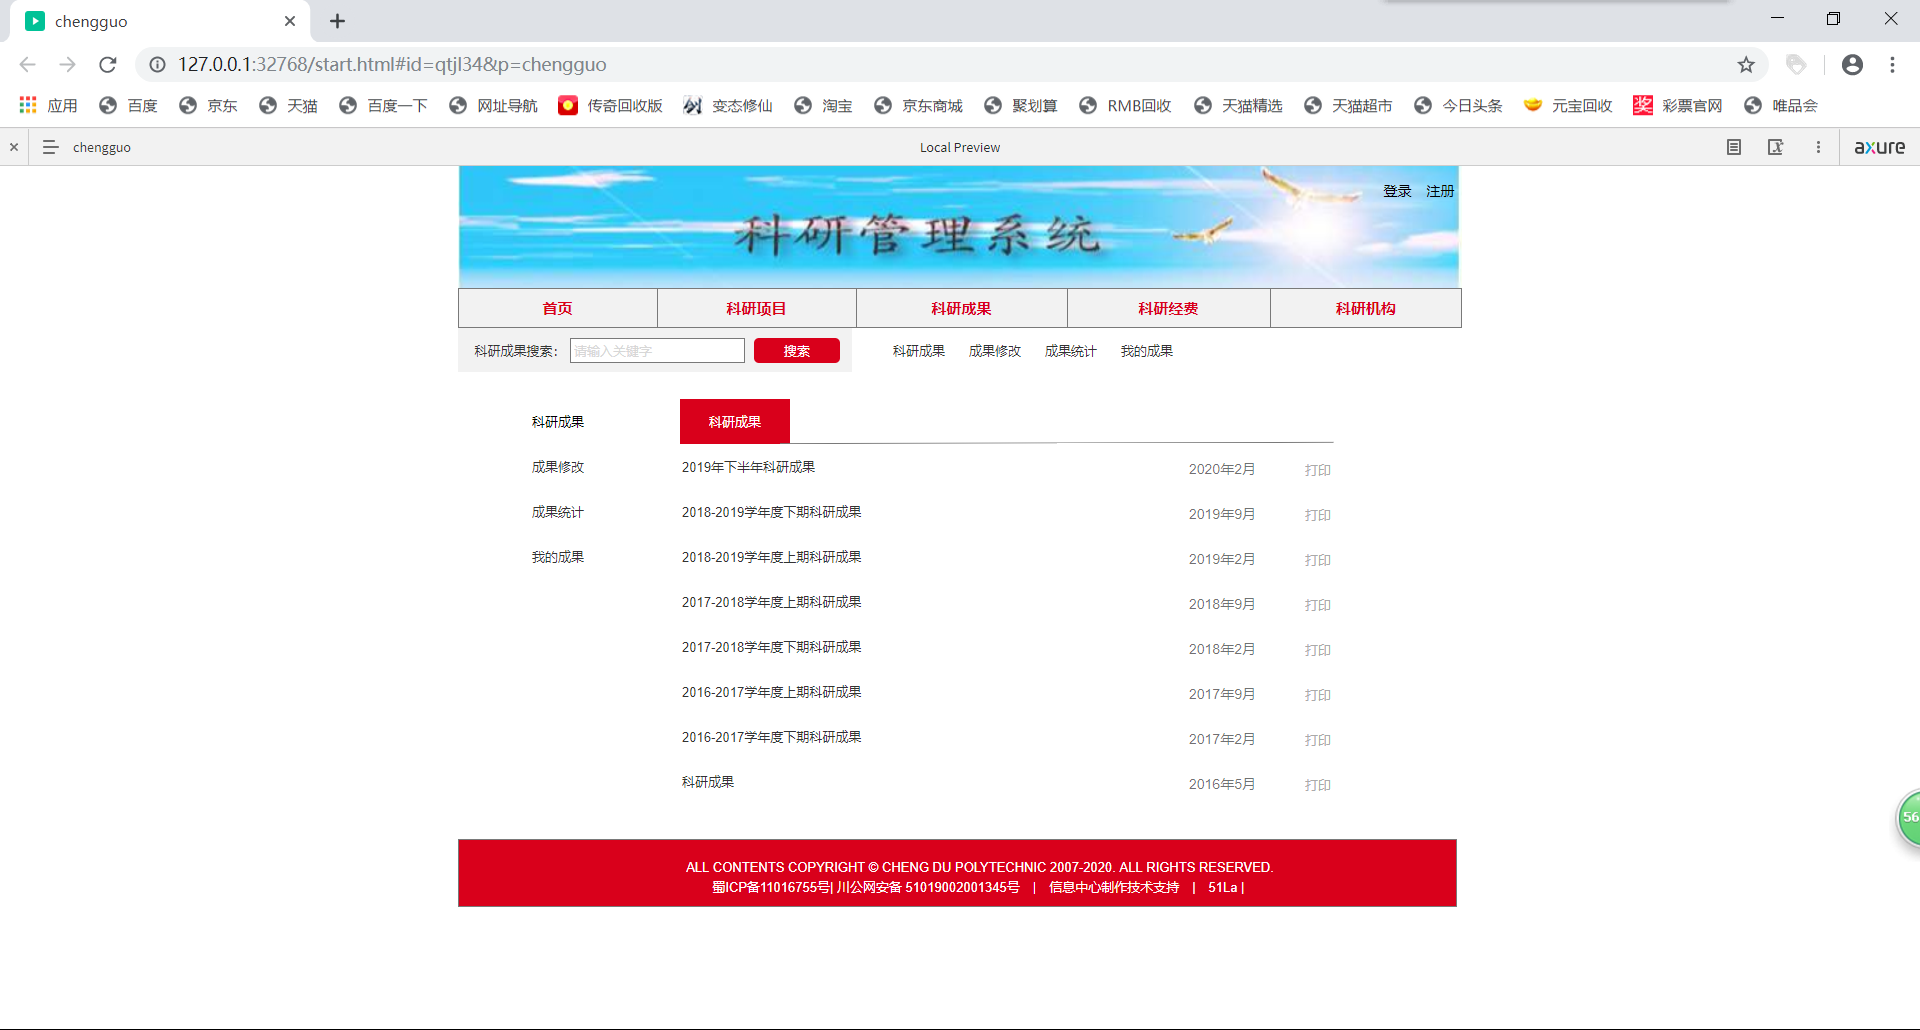 chengguo
127.0.0.1:32768/start.html#id=qtjl34&p=chengguo
应用 百度 京东 天猫 百度一下 网址导航 传奇回收版 变态修仙 淘宝 京东商城 聚划算 RMB回收 天猫精选 天猫超市 今日头条 元宝回收 奖 彩票官网 唯品会
chengguo Local Preview axure
登录 注册
科研管理系统
首页 科研项目 科研成果 科研经费 科研机构
科研成果搜索: 请输入关键字 搜索 科研成果 成果修改 成果统计 我的成果
科研成果 科研成果
成果修改 2019年下半年科研成果 2020年2月 打印
成果统计 2018-2019学年度下期科研成果 2019年9月 打印
我的成果 2018-2019学年度上期科研成果 2019年2月 打印
2017-2018学年度上期科研成果 2018年9月 打印
2017-2018学年度下期科研成果 2018年2月 打印
2016-2017学年度上期科研成果 2017年9月 打印
2016-2017学年度下期科研成果 2017年2月 打印
科研成果 2016年5月 打印
56
ALL CONTENTS COPYRIGHT © CHENG DU POLYTECHNIC 2007-2020. ALL RIGHTS RESERVED.
蜀ICP备11016755号| 川公网安备 51019002001345号 | 信息中心制作技术支持 | 51La |